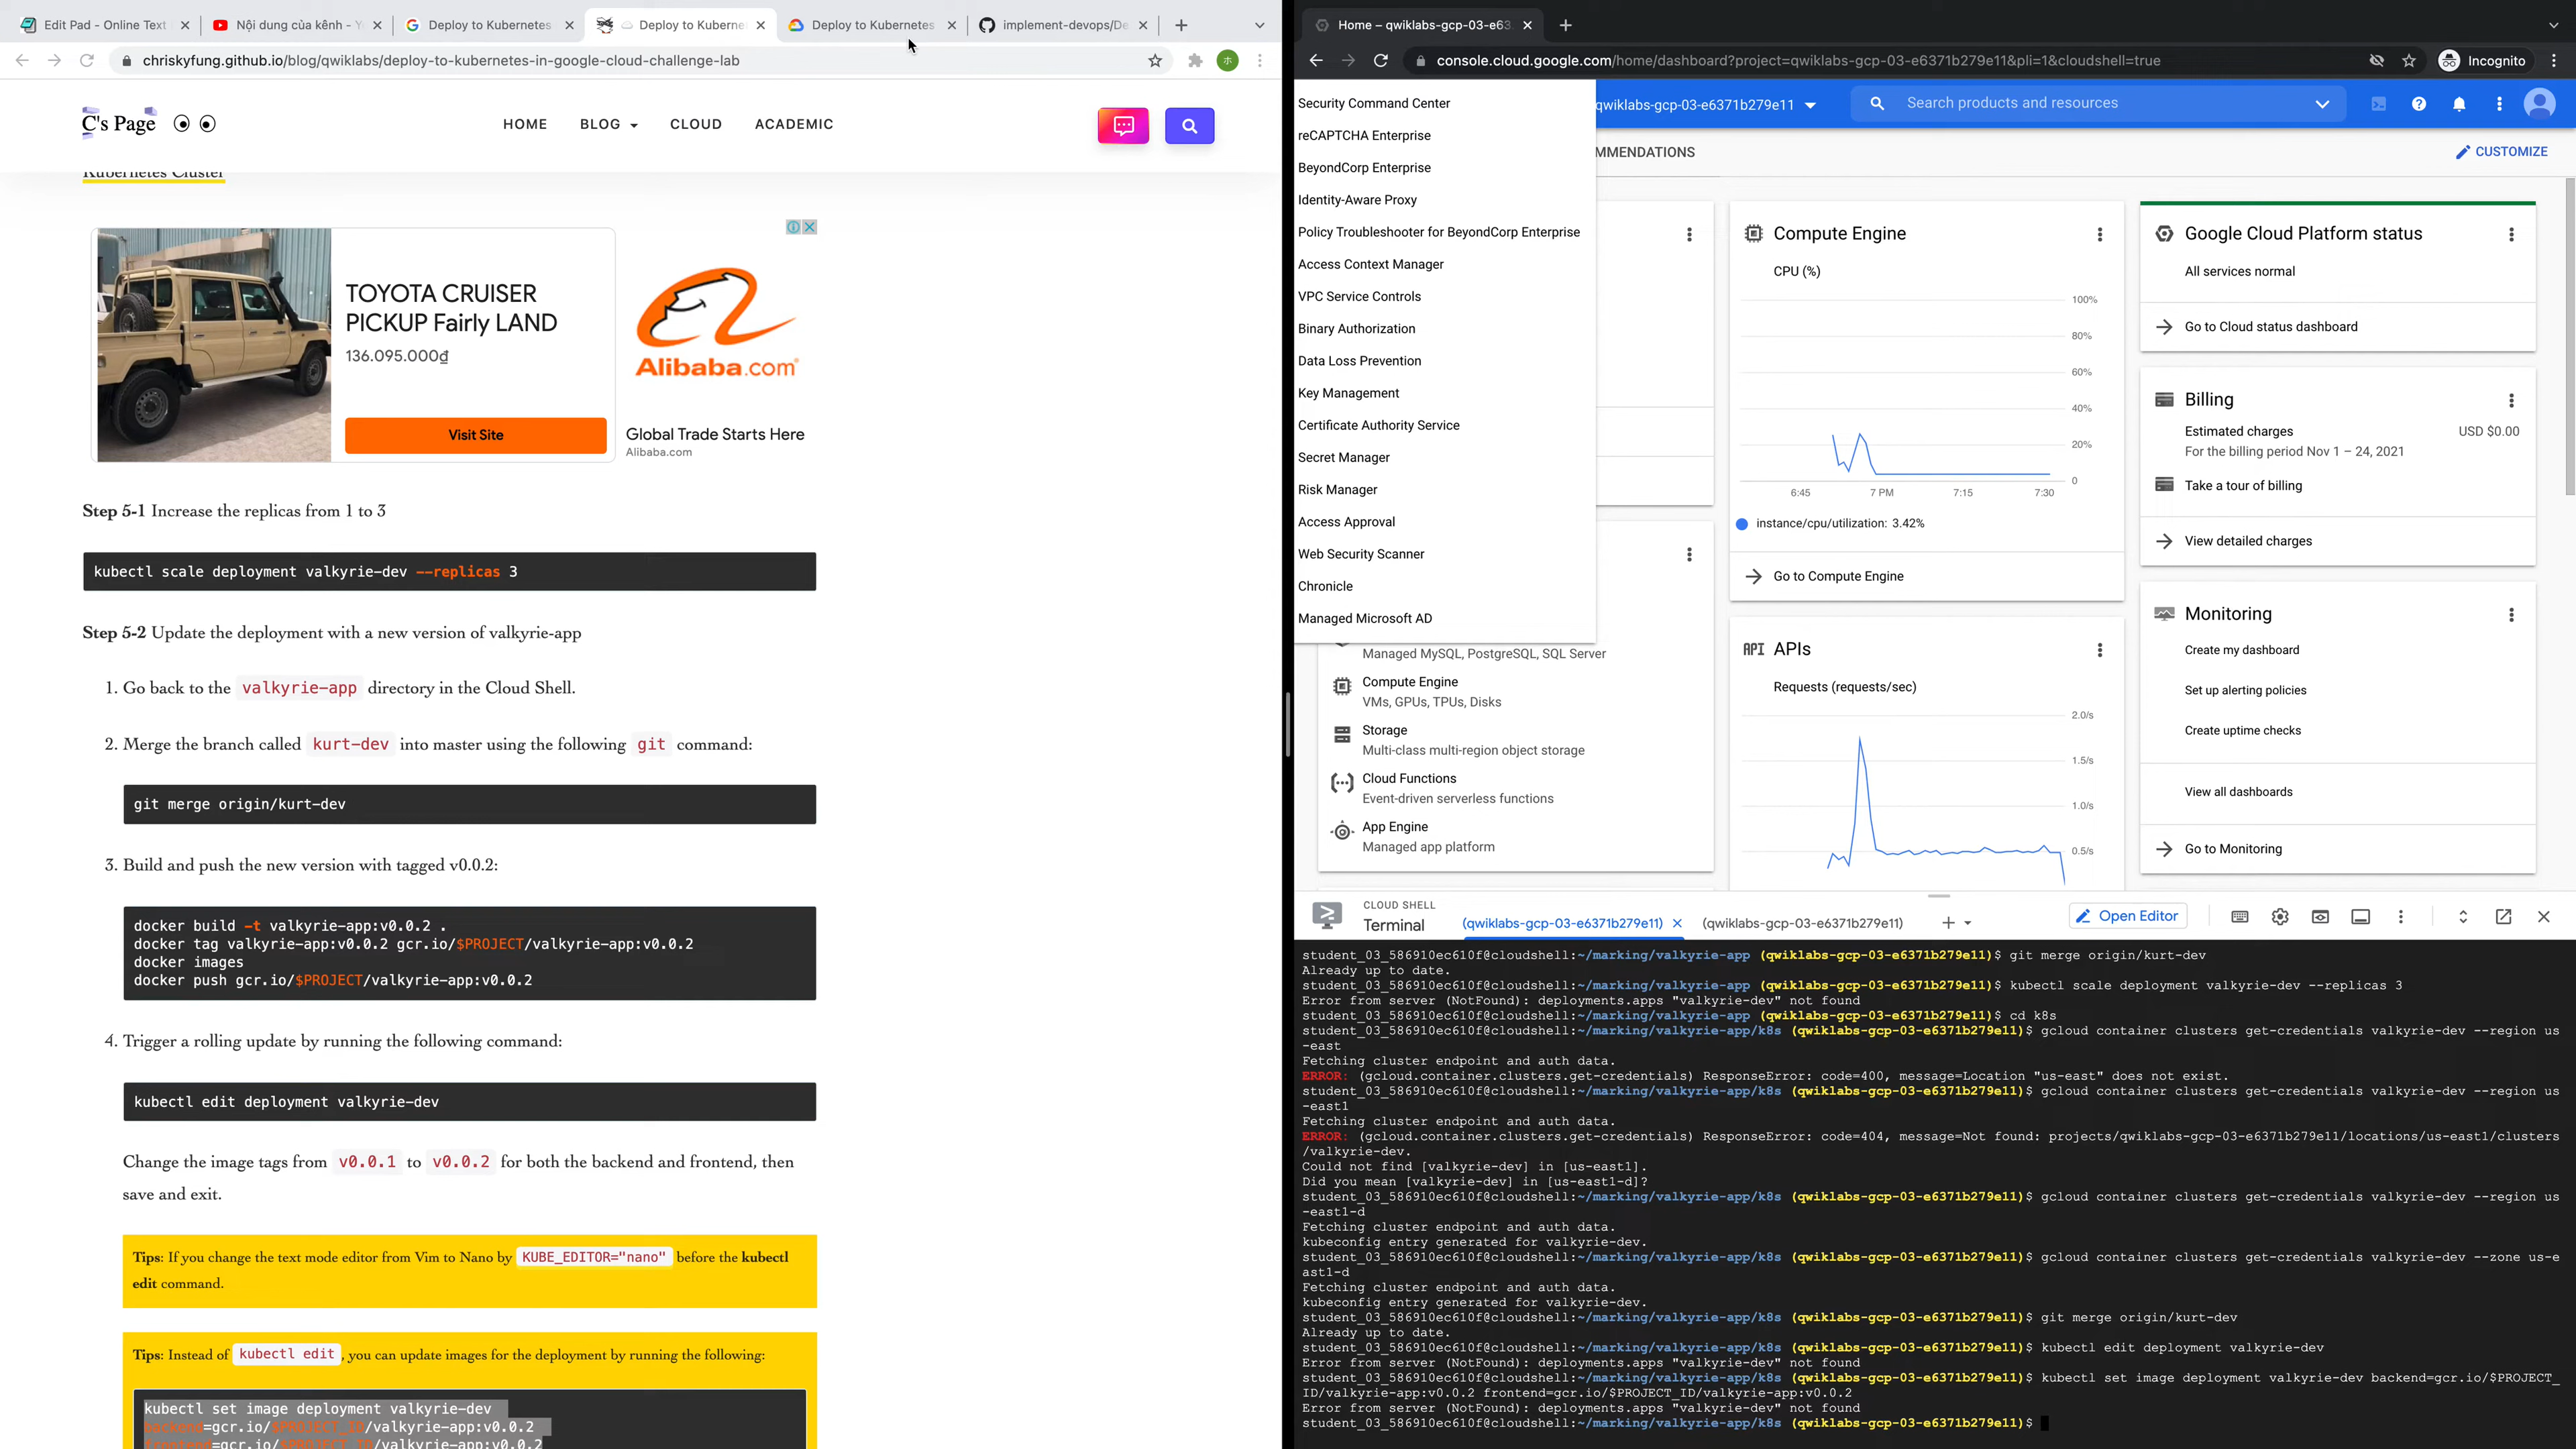 Edit Pad - Online Text
Nội dung của kênh - Y
Deploy to Kubernetes
Deploy to Kuberne
Deploy to Kubernetes
implement-devops/De
chriskyfung.github.io/blog/qwiklabs/deploy-to-kubernetes-in-google-cloud-challenge-lab
C's Page
HOME
BLOG
CLOUD
ACADEMIC
Kubernetes Cluster
TOYOTA CRUISER
PICKUP Fairly LAND
136.095.000₫
Visit Site
Alibaba.com
Global Trade Starts Here
Alibaba.com
Step 5-1 Increase the replicas from 1 to 3
kubectl scale deployment valkyrie-dev --replicas 3
Step 5-2 Update the deployment with a new version of valkyrie-app
1. Go back to the valkyrie-app directory in the Cloud Shell.
2. Merge the branch called kurt-dev into master using the following git command:
git merge origin/kurt-dev
3. Build and push the new version with tagged v0.0.2:
docker build -t valkyrie-app:v0.0.2 .
docker tag valkyrie-app:v0.0.2 gcr.io/$PROJECT/valkyrie-app:v0.0.2
docker images
docker push gcr.io/$PROJECT/valkyrie-app:v0.0.2
4. Trigger a rolling update by running the following command:
kubectl edit deployment valkyrie-dev
Change the image tags from v0.0.1 to v0.0.2 for both the backend and frontend, then
save and exit.
Tips: If you change the text mode editor from Vim to Nano by KUBE_EDITOR="nano" before the kubectl
edit command.
Tips: Instead of kubectl edit, you can update images for the deployment by running the following:
kubectl set image deployment valkyrie-dev
backend=gcr.io/$PROJECT_ID/valkyrie-app:v0.0.2
frontend=gcr.io/$PROJECT_ID/valkyrie-app:v0.0.2
Home – qwiklabs-gcp-03-e63
console.cloud.google.com/home/dashboard?project=qwiklabs-gcp-03-e6371b279e11&pli=1&cloudshell=true
Incognito
qwiklabs-gcp-03-e6371b279e11
Search products and resources
MMENDATIONS
CUSTOMIZE
Security Command Center
reCAPTCHA Enterprise
BeyondCorp Enterprise
Identity-Aware Proxy
Policy Troubleshooter for BeyondCorp Enterprise
Access Context Manager
VPC Service Controls
Binary Authorization
Data Loss Prevention
Key Management
Certificate Authority Service
Secret Manager
Risk Manager
Access Approval
Web Security Scanner
Chronicle
Managed Microsoft AD
Managed MySQL, PostgreSQL, SQL Server
Compute Engine
VMs, GPUs, TPUs, Disks
Storage
Multi-class multi-region object storage
Cloud Functions
Event-driven serverless functions
App Engine
Managed app platform
Compute Engine
CPU (%)
100%
80%
60%
40%
20%
0
6:45
7 PM
7:15
7:30
instance/cpu/utilization: 3.42%
Go to Compute Engine
API APIs
Requests (requests/sec)
2.0/s
1.5/s
1.0/s
0.5/s
Google Cloud Platform status
All services normal
Go to Cloud status dashboard
Billing
Estimated charges
USD $0.00
For the billing period Nov 1 – 24, 2021
Take a tour of billing
View detailed charges
Monitoring
Create my dashboard
Set up alerting policies
Create uptime checks
View all dashboards
Go to Monitoring
CLOUD SHELL
Terminal
(qwiklabs-gcp-03-e6371b279e11)
(qwiklabs-gcp-03-e6371b279e11)
Open Editor
student_03_586910ec610f@cloudshell:~/marking/valkyrie-app (qwiklabs-gcp-03-e6371b279e11)$ git merge origin/kurt-dev
Already up to date.
student_03_586910ec610f@cloudshell:~/marking/valkyrie-app (qwiklabs-gcp-03-e6371b279e11)$ kubectl scale deployment valkyrie-dev --replicas 3
Error from server (NotFound): deployments.apps "valkyrie-dev" not found
student_03_586910ec610f@cloudshell:~/marking/valkyrie-app (qwiklabs-gcp-03-e6371b279e11)$ cd k8s
student_03_586910ec610f@cloudshell:~/marking/valkyrie-app/k8s (qwiklabs-gcp-03-e6371b279e11)$ gcloud container clusters get-credentials valkyrie-dev --region us
-east
Fetching cluster endpoint and auth data.
ERROR: (gcloud.container.clusters.get-credentials) ResponseError: code=400, message=Location "us-east" does not exist.
student_03_586910ec610f@cloudshell:~/marking/valkyrie-app/k8s (qwiklabs-gcp-03-e6371b279e11)$ gcloud container clusters get-credentials valkyrie-dev --region us
-east1
Fetching cluster endpoint and auth data.
ERROR: (gcloud.container.clusters.get-credentials) ResponseError: code=404, message=Not found: projects/qwiklabs-gcp-03-e6371b279e11/locations/us-east1/clusters
/valkyrie-dev.
Could not find [valkyrie-dev] in [us-east1].
Did you mean [valkyrie-dev] in [us-east1-d]?
student_03_586910ec610f@cloudshell:~/marking/valkyrie-app/k8s (qwiklabs-gcp-03-e6371b279e11)$ gcloud container clusters get-credentials valkyrie-dev --region us
-east1-d
Fetching cluster endpoint and auth data.
kubeconfig entry generated for valkyrie-dev.
student_03_586910ec610f@cloudshell:~/marking/valkyrie-app/k8s (qwiklabs-gcp-03-e6371b279e11)$ gcloud container clusters get-credentials valkyrie-dev --zone us-e
ast1-d
Fetching cluster endpoint and auth data.
kubeconfig entry generated for valkyrie-dev.
student_03_586910ec610f@cloudshell:~/marking/valkyrie-app/k8s (qwiklabs-gcp-03-e6371b279e11)$ git merge origin/kurt-dev
Already up to date.
student_03_586910ec610f@cloudshell:~/marking/valkyrie-app/k8s (qwiklabs-gcp-03-e6371b279e11)$ kubectl edit deployment valkyrie-dev
Error from server (NotFound): deployments.apps "valkyrie-dev" not found
student_03_586910ec610f@cloudshell:~/marking/valkyrie-app/k8s (qwiklabs-gcp-03-e6371b279e11)$ kubectl set image deployment valkyrie-dev backend=gcr.io/$PROJECT_
ID/valkyrie-app:v0.0.2 frontend=gcr.io/$PROJECT_ID/valkyrie-app:v0.0.2
Error from server (NotFound): deployments.apps "valkyrie-dev" not found
student_03_586910ec610f@cloudshell:~/marking/valkyrie-app/k8s (qwiklabs-gcp-03-e6371b279e11)$